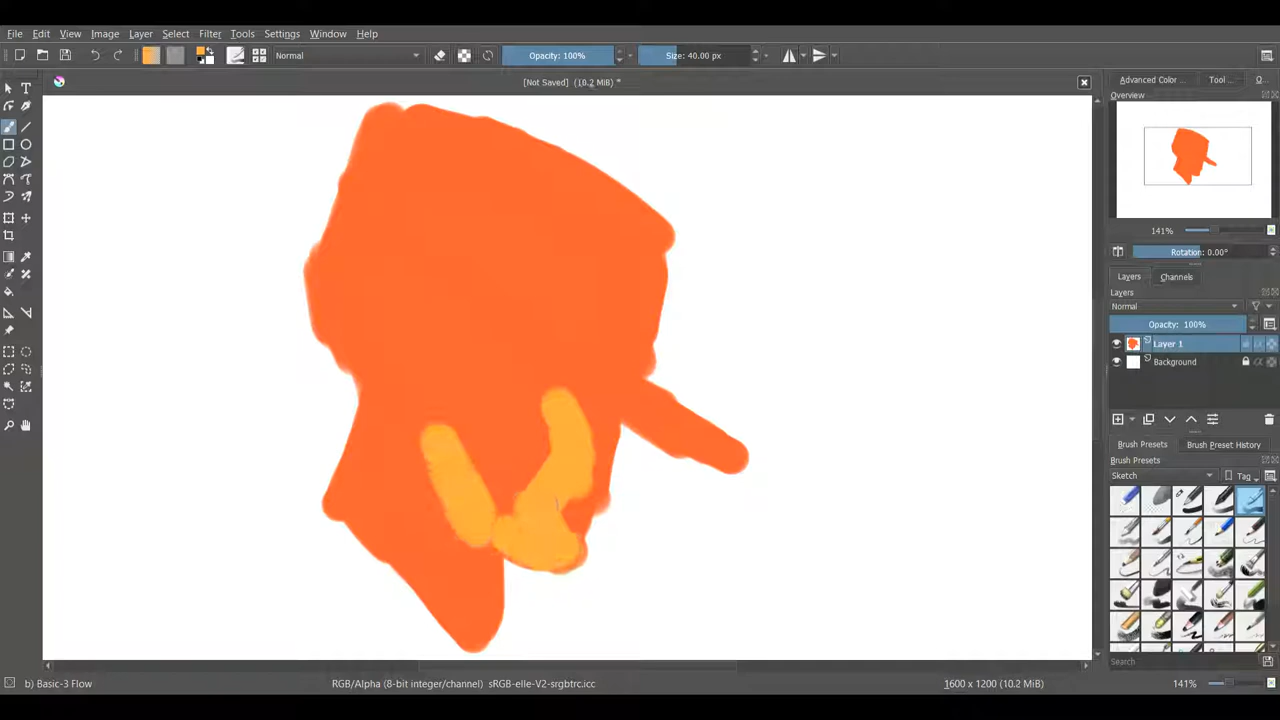 File Edit View Image Layer Select Filter Tools Settings Window Help
Normal Opacity: 100% Size: 40.00 px
[Not Saved] (10.2 MiB) *
Advanced Color ... Tool ... O...
Overview
141%
Rotation: 0.00°
Layers Channels
Layers
Normal
Opacity: 100%
Layer 1
Background
Brush Presets Brush Preset History
Brush Presets
Sketch Tag
Search
b) Basic-3 Flow RGB/Alpha (8-bit integer/channel) sRGB-elle-V2-srgbtrc.icc 1600 x 1200 (10.2 MiB) 141%